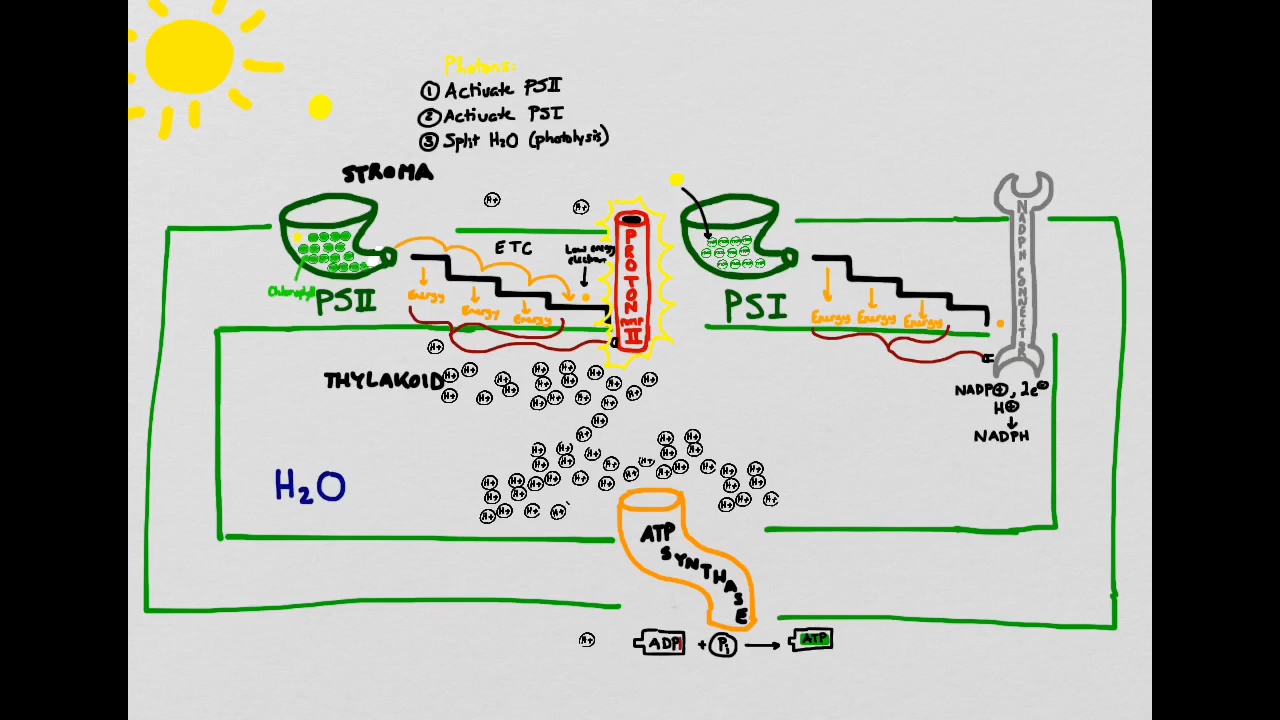 Photons:
① Activate PSII
② Activate PSI
③ Split H₂O (photolysis)
STROMA
H+
H+
ETC
Low energy electron
PROTON PUMP II
Chlorophyll
PSII
Energy
Energy
Energy
PSI
Energy
Energy
Energy
NADPH CONNECTER
H+
THYLAKOID
H+ H+ H+ H+ H+ H+ H+ H+
H+ H+ H+ H+ H+ H+ H+ H+
H+
H+
NADP⊕, 2e⊖
H⊕
↓
NADPH
H+ H+ H+ H+ H+ H+ H+
H+ H+ H+ H+ H+ H+ H+ H+ H+
H+ H+ H+ H+ H+ H+ H+ H+
H+ H+ H+ H+ H+ H+ H+
H₂O
ATP SYNTHASE
H+
ADP + Pi → ATP